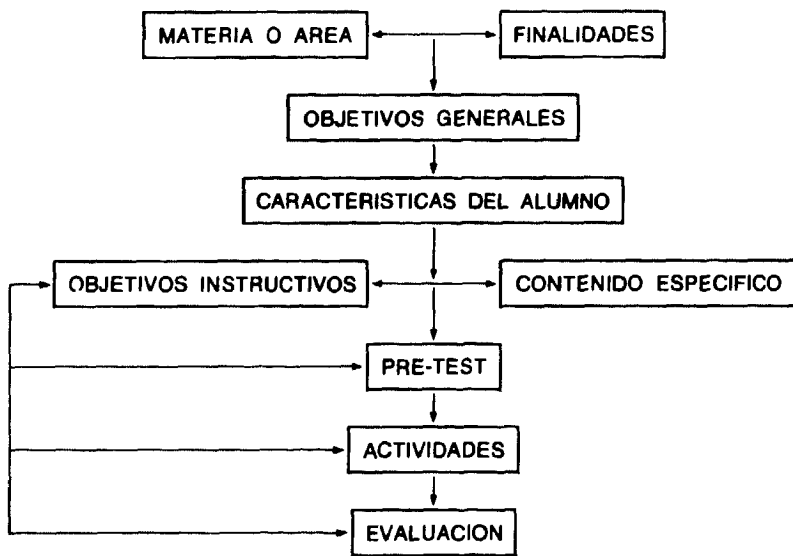 MATERIA O AREA
FINALIDADES
OBJETIVOS GENERALES
CARACTERISTICAS DEL ALUMNO
OBJETIVOS INSTRUCTIVOS
CONTENIDO ESPECIFICO
PRE-TEST
ACTIVIDADES
EVALUACION